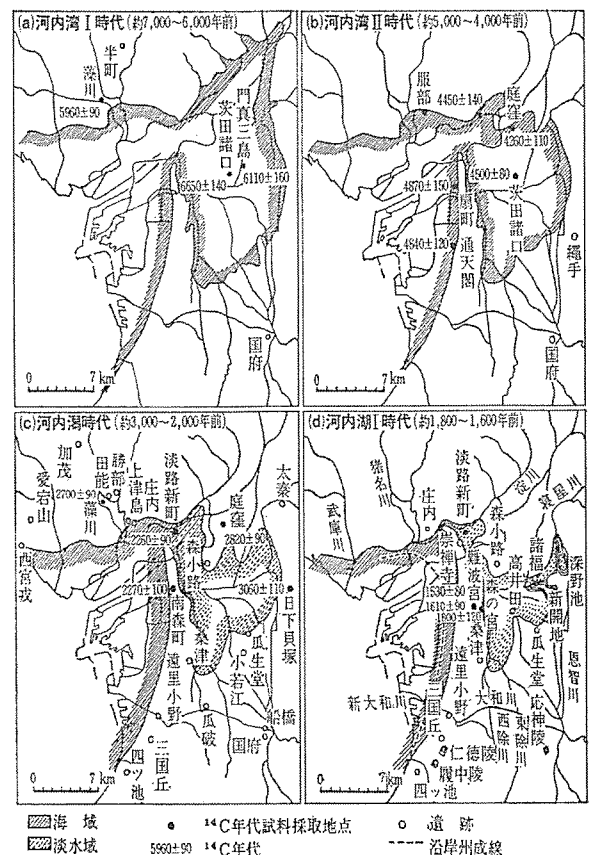 (a)河内湾Ⅰ時代(約7,000〜6,000年前)
半町
藻川
5960±90
門真三島
茨田諸口
6650±140
6110±160
国府
0 7km
(b)河内湾Ⅱ時代(約5,000〜4,000年前)
服部
4450±140
庭窪
4360±110
4500±80
4870±150
茨田諸口
扇町
通天閣
4840±120
縄手
国府
0 7km
(c)河内潟時代(約3,000〜2,000年前)
加茂
愛宕山
田能
勝部
2700±90
藻川
上津島
庄内
淡路新町
太秦
庭窪
2260±90
森小路
2820±90
西宮戎
2270±100
南森町
3060±110
日下貝塚
桑津
瓜生堂
小若江
遠里小野
瓜破
船橋
国府
三国丘
四ツ池
0 7km
(d)河内湖Ⅰ時代(約1,800〜1,600年前)
武庫川
猪名川
庄内
淡路新町
淀川
寝屋川
森小路
崇禅寺
難波宮
諸福
高井田
深野池
新開地
森の宮
1530±80
1610±90
桑津
瓜生堂
恩智川
遠里小野
新大和川
大和川
三国丘
西除川
東除川
応神陵
仁徳陵
履中陵
四ッ池
0 7km
海域
¹⁴C年代試料採取地点
遺跡
淡水域
5960±90
¹⁴C年代
沿岸州成線